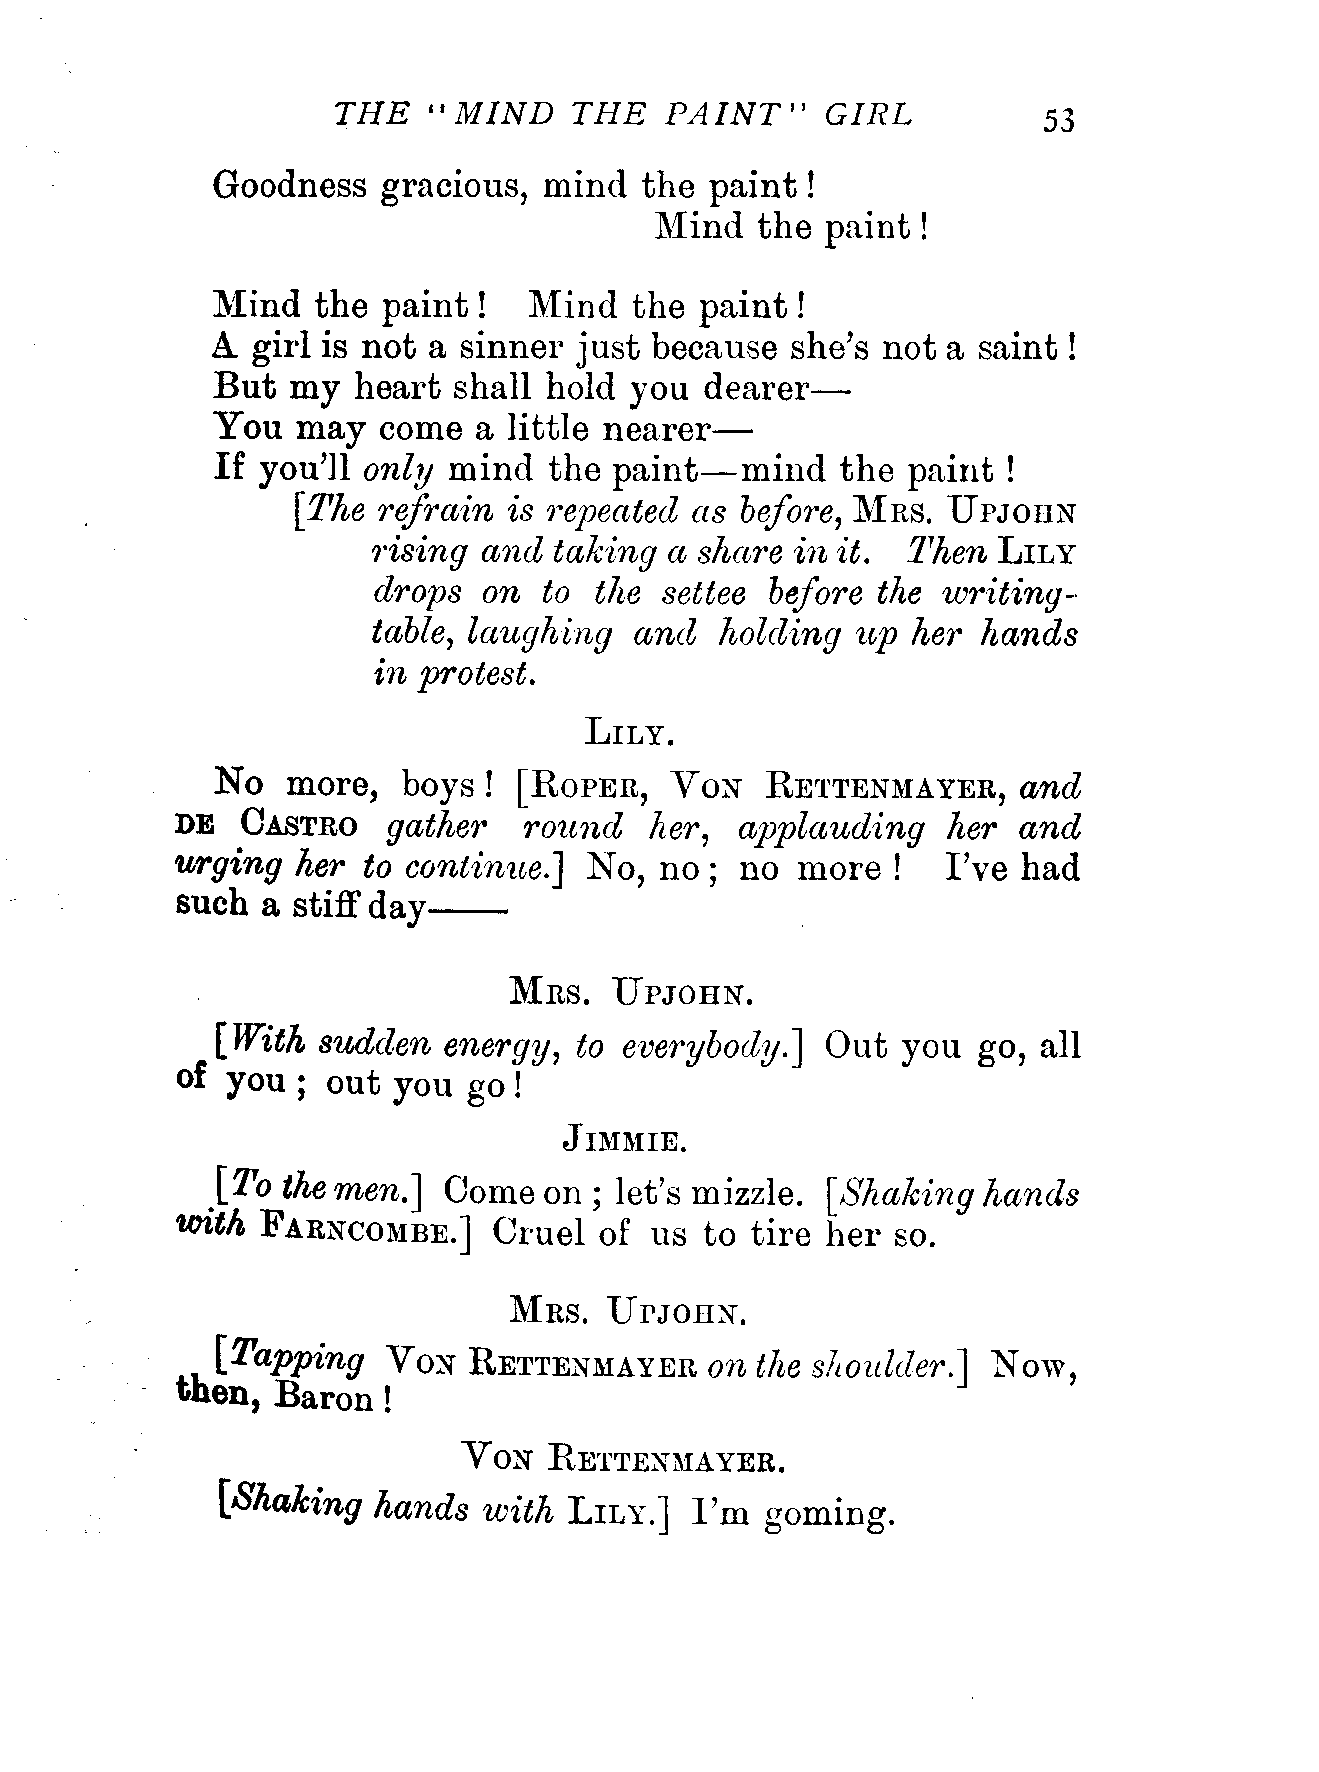 THE "MIND THE PAINT" GIRL 53
Goodness gracious, mind the paint!
Mind the paint!
Mind the paint! Mind the paint!
A girl is not a sinner just because she's not a saint!
But my heart shall hold you dearer—
You may come a little nearer—
If you'll only mind the paint—mind the paint!
[The refrain is repeated as before, MRS. UPJOHN
rising and taking a share in it. Then LILY
drops on to the settee before the writing-
table, laughing and holding up her hands
in protest.
LILY.
No more, boys! [ROPER, VON RETTENMAYER, and
DE CASTRO gather round her, applauding her and
urging her to continue.] No, no; no more! I've had
such a stiff day——
MRS. UPJOHN.
[With sudden energy, to everybody.] Out you go, all
of you; out you go!
JIMMIE.
[To the men.] Come on; let's mizzle. [Shaking hands
with FARNCOMBE.] Cruel of us to tire her so.
MRS. UPJOHN.
[Tapping VON RETTENMAYER on the shoulder.] Now,
then, Baron!
VON RETTENMAYER.
[Shaking hands with LILY.] I'm goming.